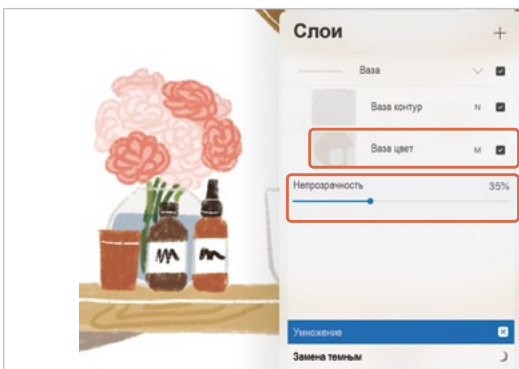 Слои
Ваза
Ваза контур N
Ваза цвет M
Непрозрачность 35%
Умножение
Замена темным